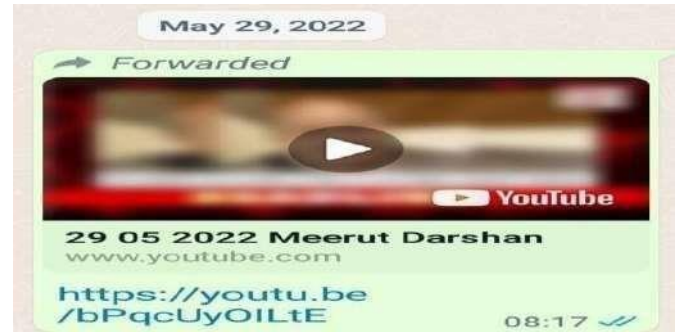 May 29, 2022
Forwarded
YouTube
29 05 2022 Meerut Darshan
www.youtube.com
https://youtu.be
/bPqcUyOILtE
08:17